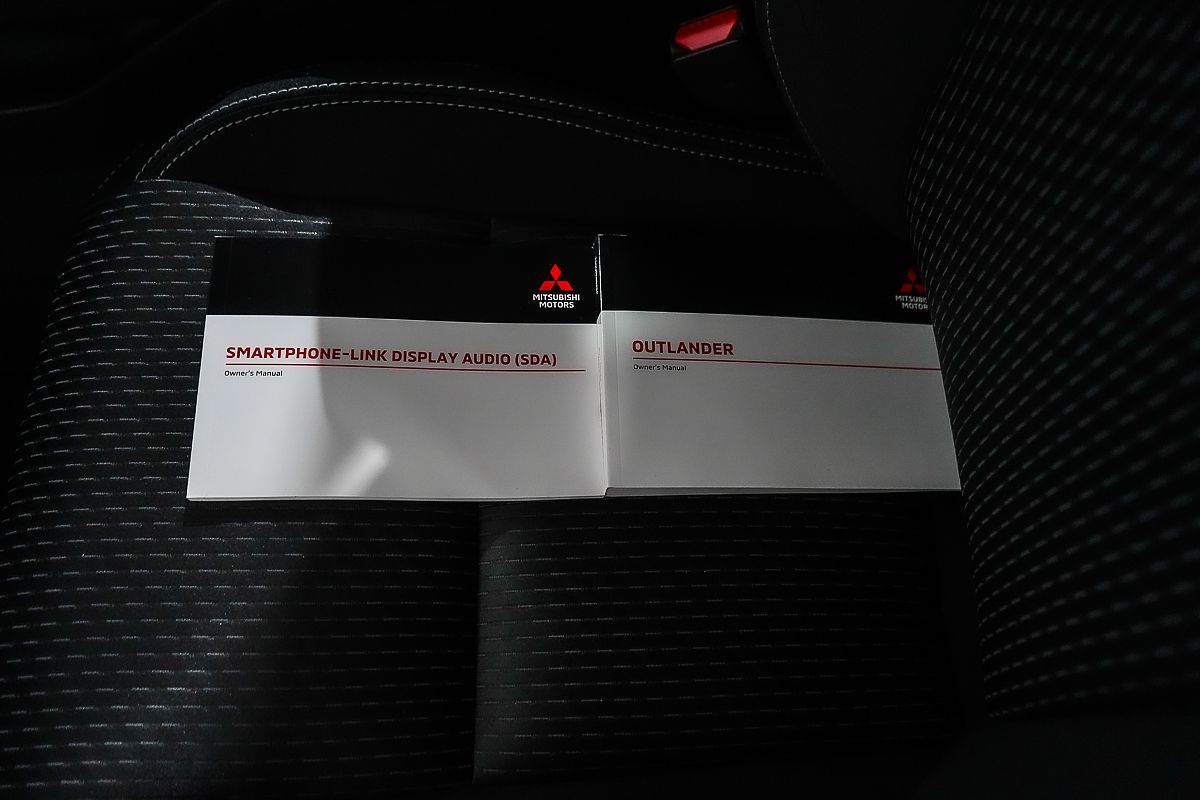 MITSUBISHI
MOTORS
SMARTPHONE-LINK DISPLAY AUDIO (SDA)
Owner's Manual
MITSUBISHI
MOTORS
OUTLANDER
Owner's Manual